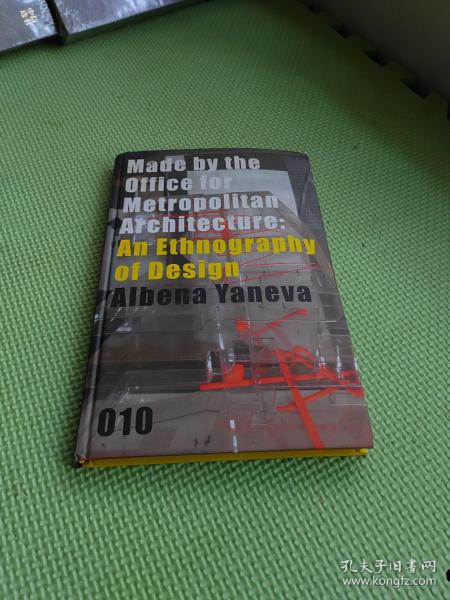 Made by the
Office for
Metropolitan
Architecture:
An Ethnography
of Design
Albena Yaneva
010
孔夫子旧书网
www.kongfz.com